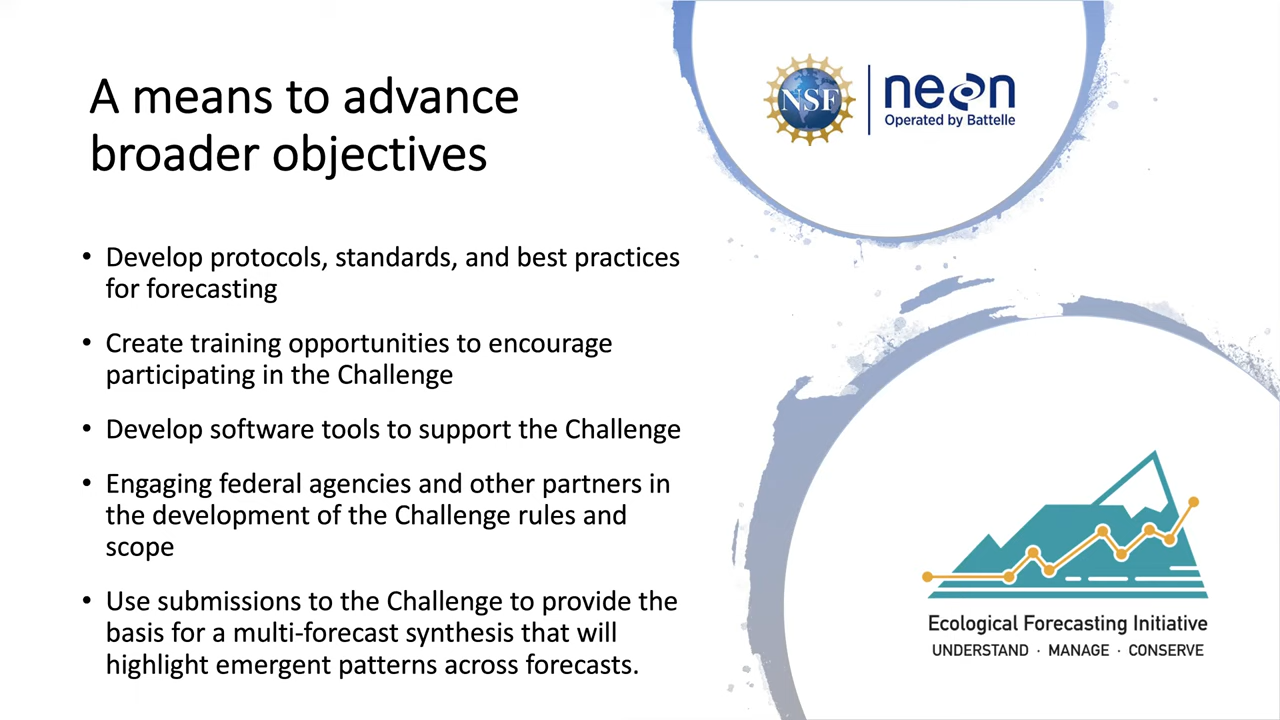 A means to advance
broader objectives
• Develop protocols, standards, and best practices
for forecasting
• Create training opportunities to encourage
participating in the Challenge
• Develop software tools to support the Challenge
• Engaging federal agencies and other partners in
the development of the Challenge rules and
scope
• Use submissions to the Challenge to provide the
basis for a multi-forecast synthesis that will
highlight emergent patterns across forecasts.
NSF
neon
Operated by Battelle
Ecological Forecasting Initiative
UNDERSTAND · MANAGE · CONSERVE